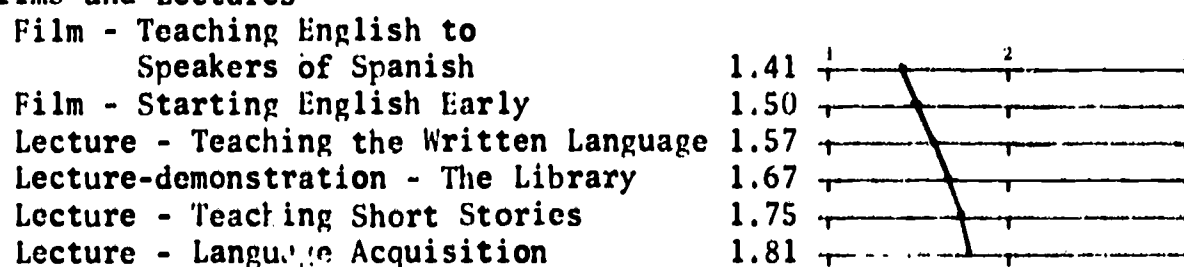 Films and Lectures
Film - Teaching English to
Speakers of Spanish 1.41 1 2
Film - Starting English Early 1.50
Lecture - Teaching the Written Language 1.57
Lecture-demonstration - The Library 1.67
Lecture - Teaching Short Stories 1.75
Lecture - Language Acquisition 1.81